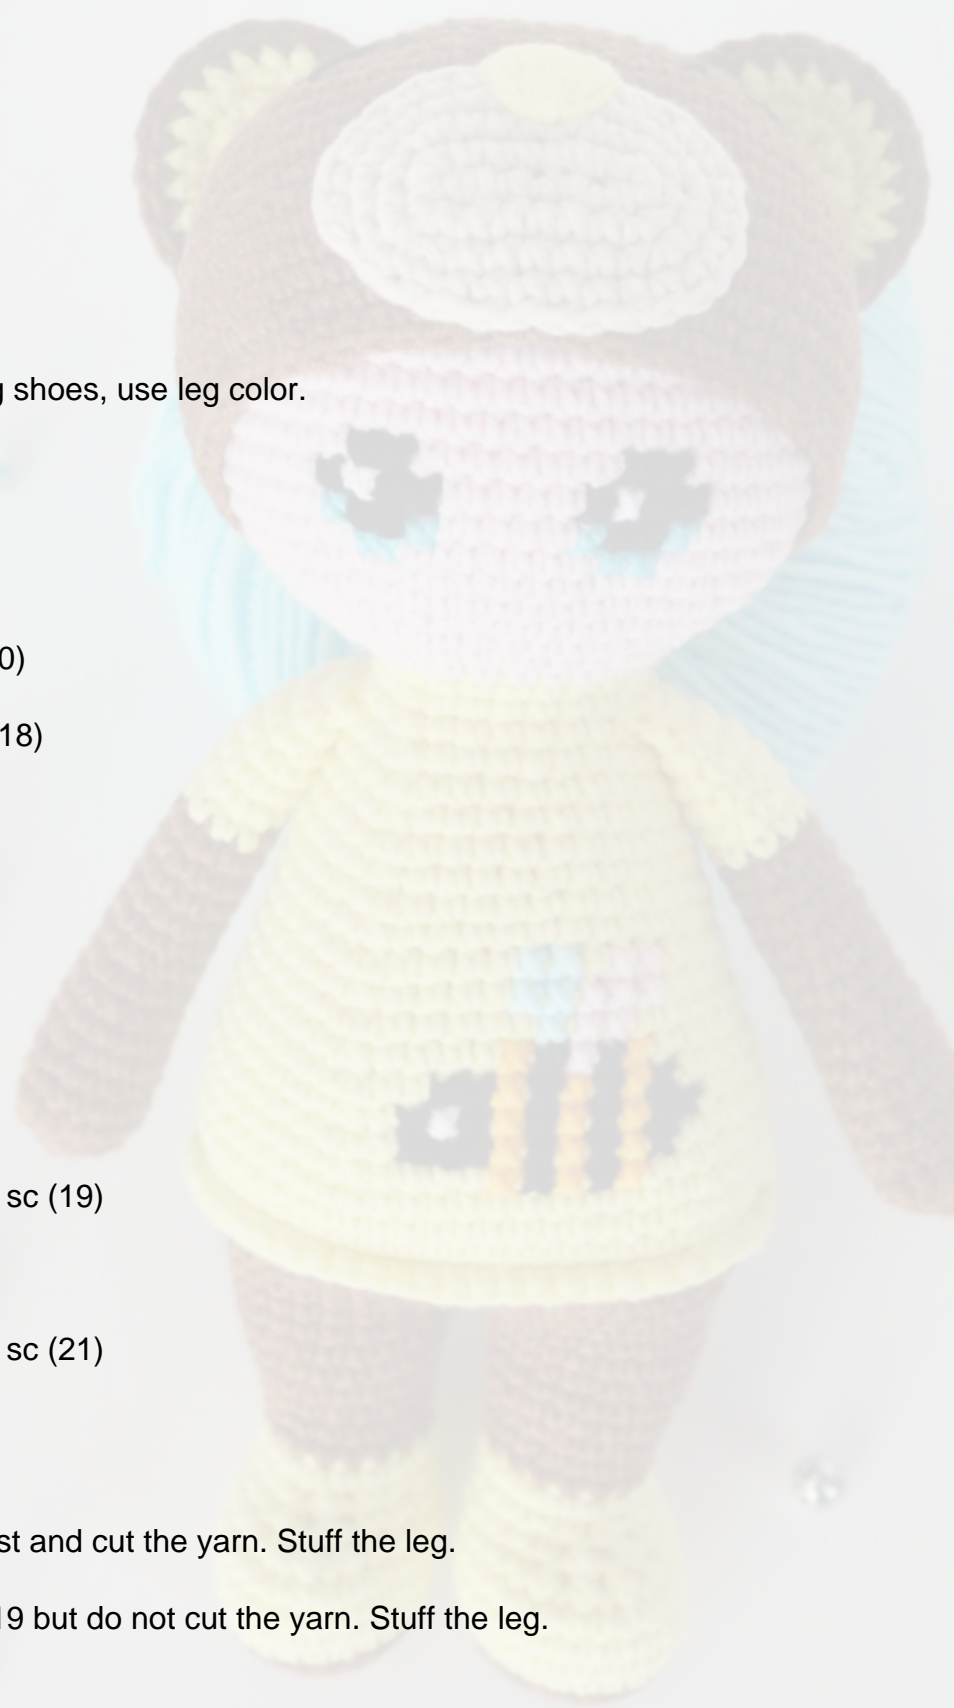 shoes, use leg color.
0)
18)
sc (19)
sc (21)
st and cut the yarn. Stuff the leg.
19 but do not cut the yarn. Stuff the leg.